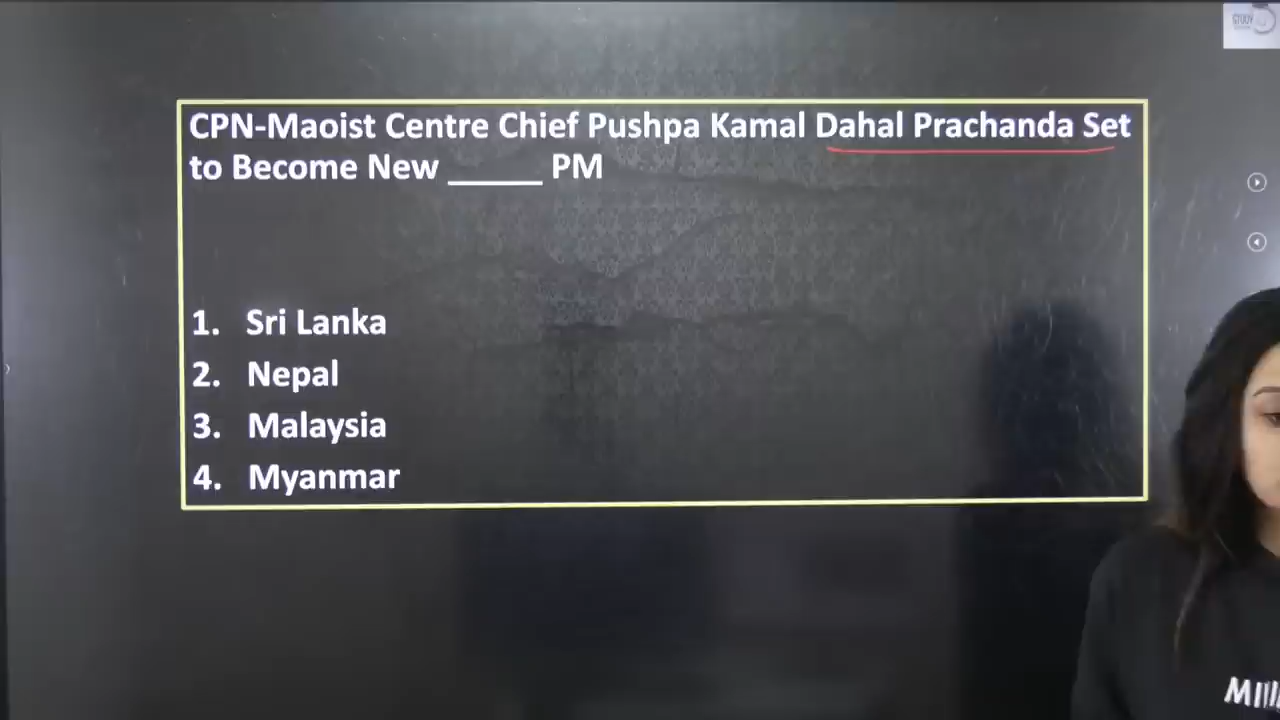 STUDY
CPN-Maoist Centre Chief Pushpa Kamal Dahal Prachanda Set
to Become New ______ PM
1. Sri Lanka
2. Nepal
3. Malaysia
4. Myanmar